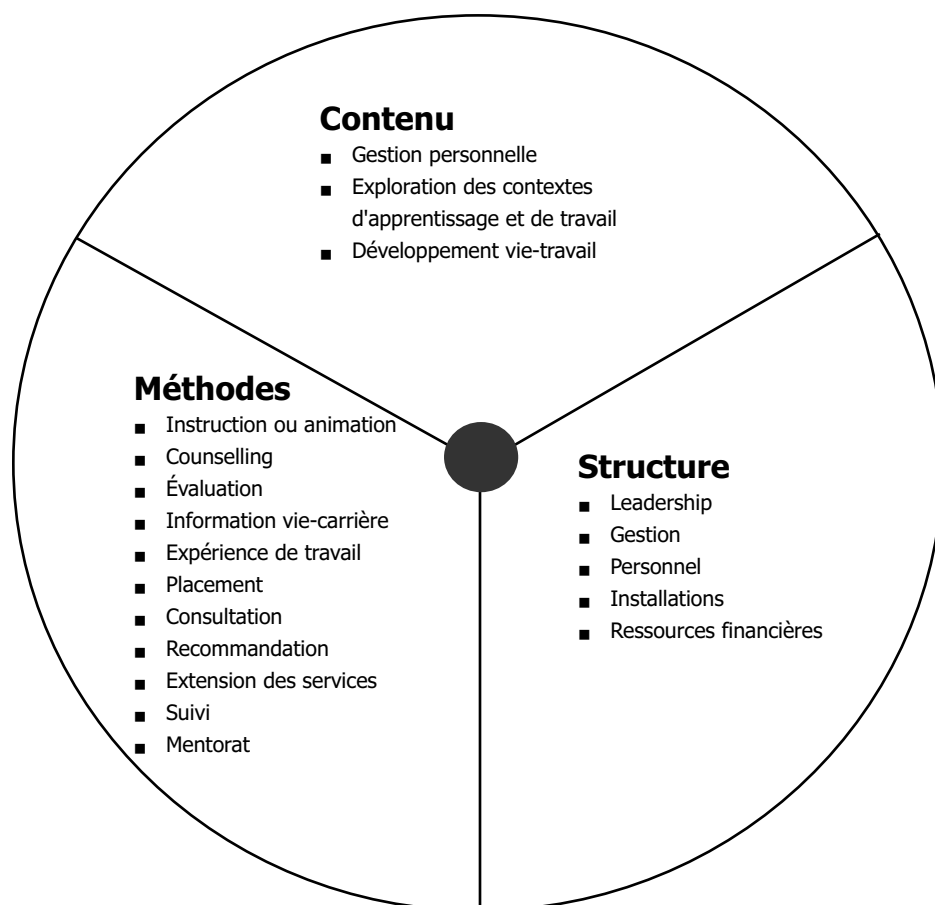 Contenu
■ Gestion personnelle
■ Exploration des contextes
d'apprentissage et de travail
■ Développement vie-travail
Méthodes
■ Instruction ou animation
■ Counselling
■ Évaluation
■ Information vie-carrière
■ Expérience de travail
■ Placement
■ Consultation
■ Recommandation
■ Extension des services
■ Suivi
■ Mentorat
Structure
■ Leadership
■ Gestion
■ Personnel
■ Installations
■ Ressources financières